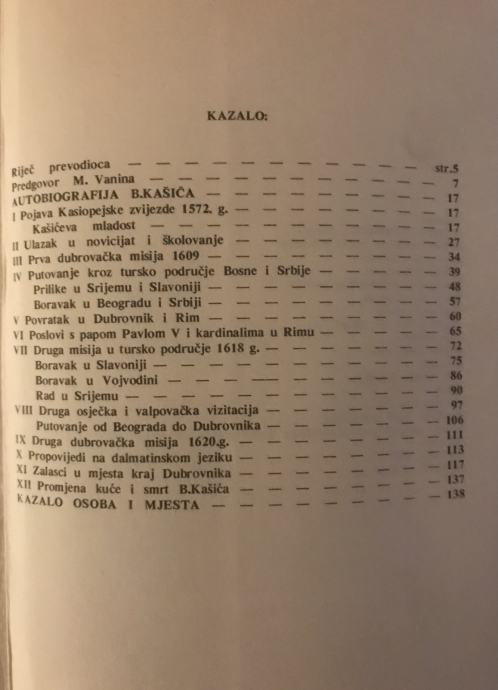 KAZALO:
Riječ prevodioca — — — — — — — — — — — str.5
Predgovor M. Vanina — — — — — — — — — — — 7
AUTOBIOGRAFIJA B.KAŠIĆA — — — — — — — — 17
I Pojava Kasiopejske zvijezde 1572. g. — — — — — — — 17
Kašićeva mladost — — — — — — — — — — 17
II Ulazak u novicijat i školovanje — — — — — — — 27
III Prva dubrovačka misija 1609 — — — — — — — — 34
IV Putovanje kroz tursko područje Bosne i Srbije — — — — — 39
Prilike u Srijemu i Slavoniji — — — — — — — — 48
Boravak u Beogradu i Srbiji — — — — — — — — 57
V Povratak u Dubrovnik i Rim — — — — — — — — 60
VI Poslovi s papom Pavlom V i kardinalima u Rimu — — — — 65
VII Druga misija u tursko područje 1618 g. — — — — — — 72
Boravak u Slavoniji — — — — — — — — — — 75
Boravak u Vojvodini — — — — — — — — — 86
Rad u Srijemu — — — — — — — — — — — 90
VIII Druga osječka i valpovačka vizitacija — — — — — — 97
Putovanje od Beograda do Dubrovnika — — — — — — 106
IX Druga dubrovačka misija 1620.g. — — — — — — — 111
X Propovijedi na dalmatinskom jeziku — — — — — — — 113
XI Zalasci u mjesta kraj Dubrovnika — — — — — — — 117
XII Promjena kuće i smrt B.Kašića — — — — — — — 137
KAZALO OSOBA I MJESTA — — — — — — — — 138